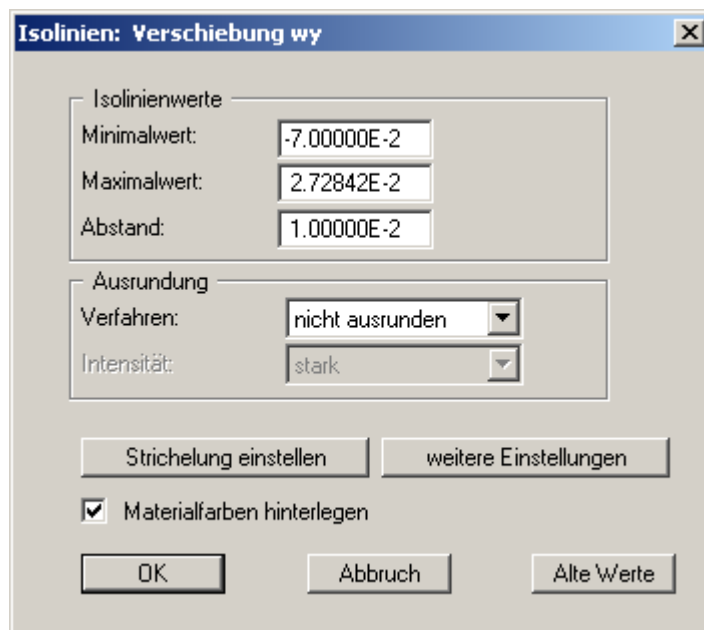 Isolinien: Verschiebung wy
Isolinienwerte
Minimalwert: -7.00000E-2
Maximalwert: 2.72842E-2
Abstand: 1.00000E-2
Ausrundung
Verfahren: nicht ausrunden
Intensität: stark
Strichelung einstellen weitere Einstellungen
Materialfarben hinterlegen
OK Abbruch Alte Werte